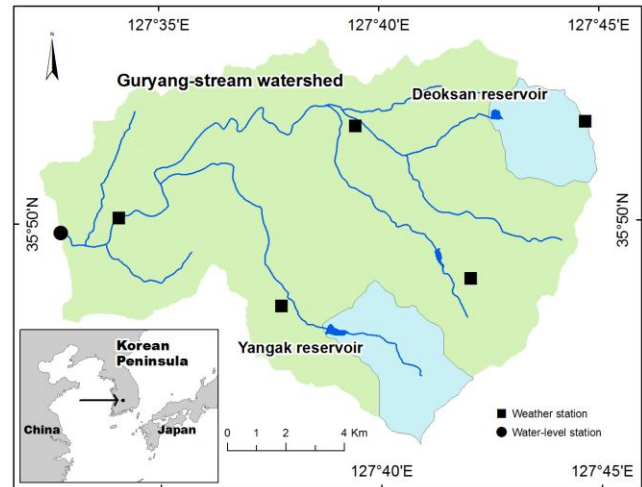 127°35'E
127°40'E
127°45'E
N
Guryang-stream watershed
Deoksan reservoir
35°50'N
35°50'N
Yangak reservoir
Korean
Peninsula
China
Japan
0 1 2 4 Km
Weather station
Water-level station
127°40'E
127°45'E